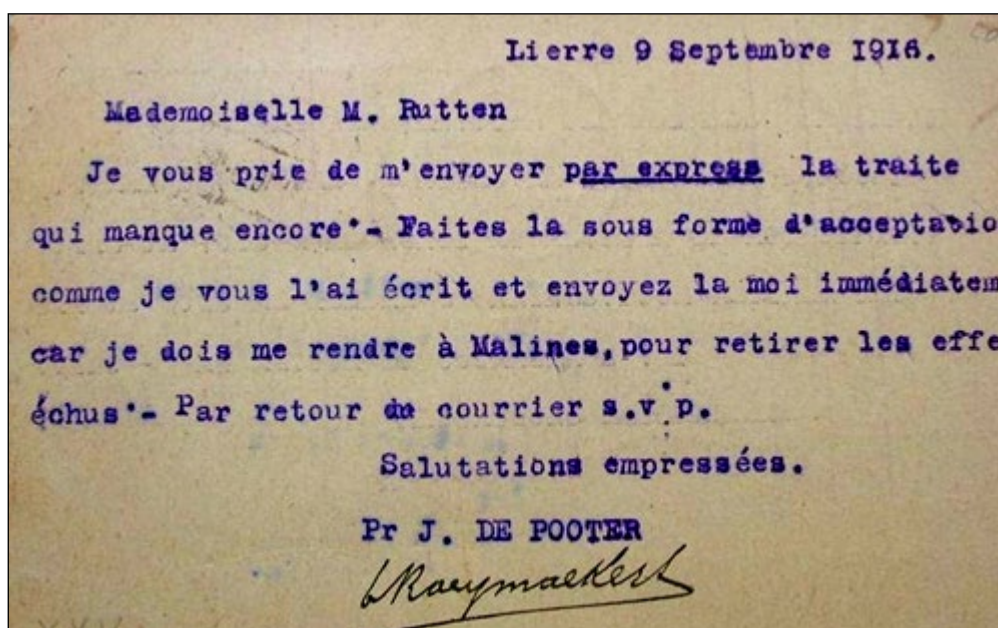 Lierre 9 Septembre 1916.
Mademoiselle M. Rutten
Je vous prie de m'envoyer par express la traite
qui manque encore.- Faites la sous forme d'acceptatio
comme je vous l'ai écrit et envoyez la moi immédiatem
car je dois me rendre à Malines, pour retirer les effe
échus.- Par retour du courrier s.v.p.
Salutations empressées.
Pr J. DE POOTER